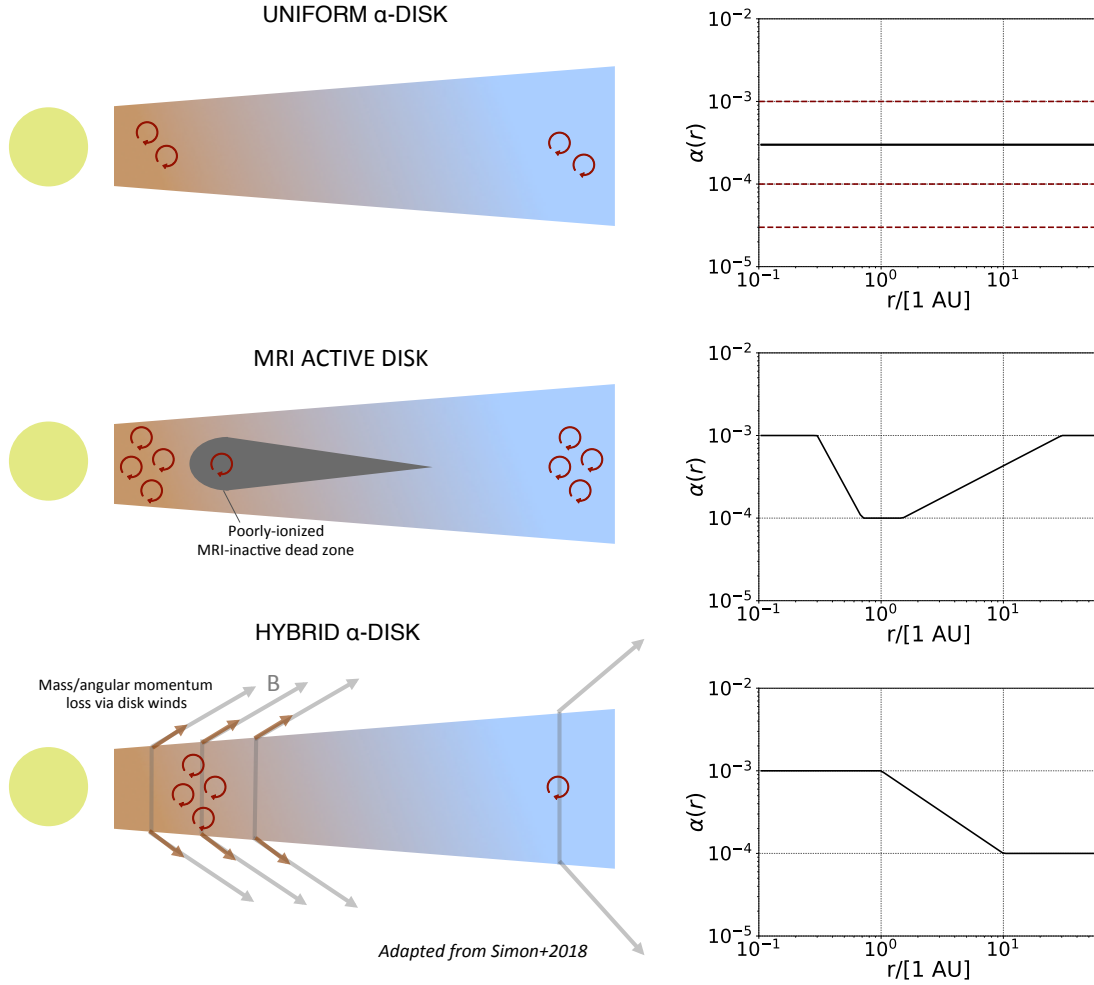 UNIFORM α-DISK
10⁻²
10⁻³
10⁻⁴
10⁻⁵
α(r)
10⁻¹ 10⁰ 10¹
r/[1 AU]
MRI ACTIVE DISK
Poorly-ionized
MRI-inactive dead zone
10⁻²
10⁻³
10⁻⁴
10⁻⁵
α(r)
10⁻¹ 10⁰ 10¹
r/[1 AU]
HYBRID α-DISK
Mass/angular momentum
loss via disk winds
B
Adapted from Simon+2018
10⁻²
10⁻³
10⁻⁴
10⁻⁵
α(r)
10⁻¹ 10⁰ 10¹
r/[1 AU]